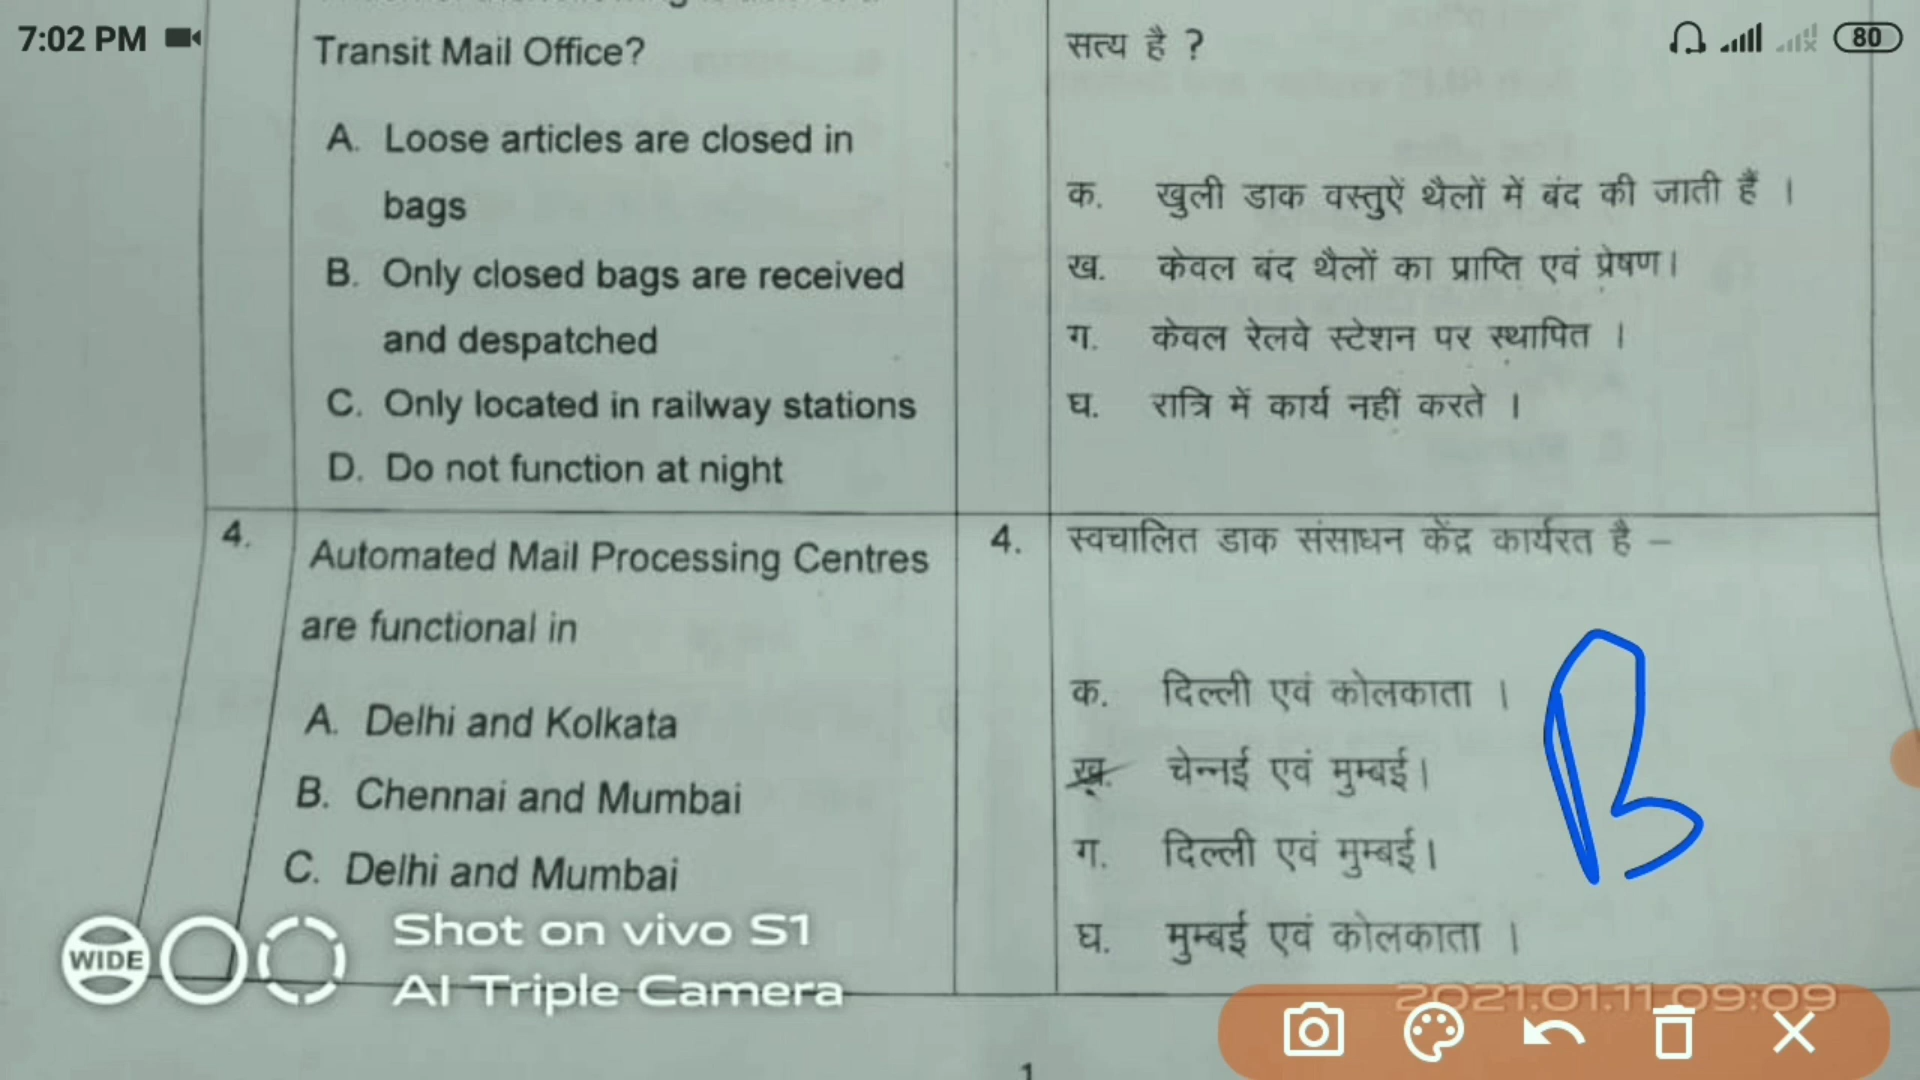 7:02 PM
80
Transit Mail Office?
A. Loose articles are closed in
bags
B. Only closed bags are received
and despatched
C. Only located in railway stations
D. Do not function at night
सत्य है ?
क. खुली डाक वस्तुऐं थैलों में बंद की जाती हैं ।
ख. केवल बंद थैलों का प्राप्ति एवं प्रेषण।
ग. केवल रेलवे स्टेशन पर स्थापित ।
घ. रात्रि में कार्य नहीं करते ।
4.
Automated Mail Processing Centres
are functional in
A. Delhi and Kolkata
B. Chennai and Mumbai
C. Delhi and Mumbai
4. स्वचालित डाक संसाधन केंद्र कार्यरत है –
क. दिल्ली एवं कोलकाता ।
ख. चेन्नई एवं मुम्बई।
ग. दिल्ली एवं मुम्बई।
घ. मुम्बई एवं कोलकाता ।
B
WIDE
Shot on vivo S1
AI Triple Camera
2021.01.11 09:09
1